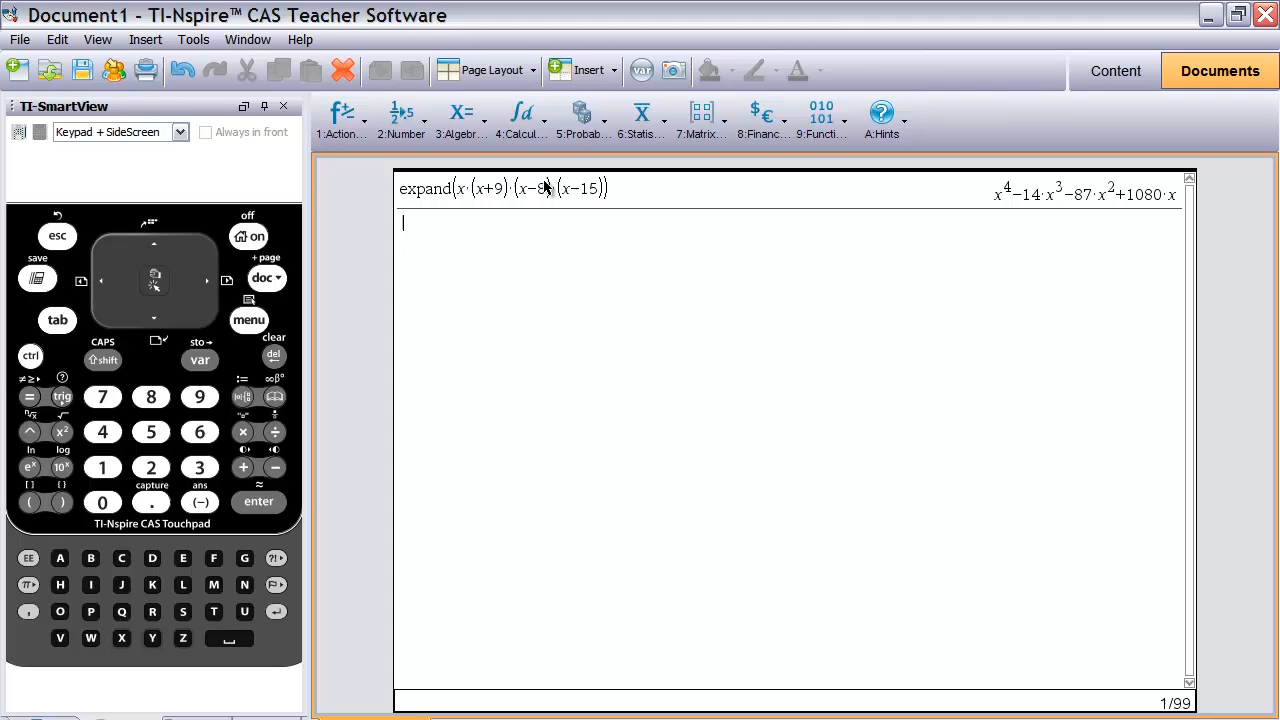 Document1 - TI-Nspire™ CAS Teacher Software
File Edit View Insert Tools Window Help
Page Layout Insert var Content Documents
TI-SmartView
Keypad + SideScreen Always in front
1:Action... 2:Number 3:Algebr... 4:Calcul... 5:Probab... 6:Statis... 7:Matrix... 8:Financ... 9:Functi... A:Hints
expand(x·(x+9)·(x−8)·(x−15)) x⁴−14·x³−87·x²+1080·x
off
esc on
save + page
doc
tab menu
CAPS sto→ clear
ctrl shift var del
= trig 7 8 9
^ x² 4 5 6 × ÷
ln log
eˣ 10ˣ 1 2 3 + −
[ ] { } capture ans ≈
( ) 0 . (−) enter
TI-Nspire CAS Touchpad
EE A B C D E F G ?!
π H I J K L M N
, O P Q R S T U
V W X Y Z
1/99